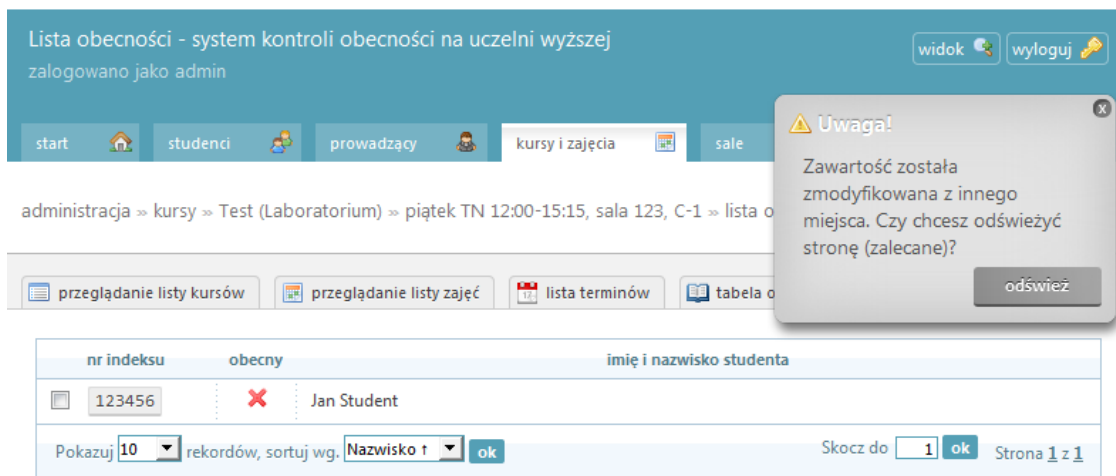 Lista obecności - system kontroli obecności na uczelni wyższej
zalogowano jako admin
widok
wyloguj
start
studenci
prowadzący
kursy i zajęcia
sale
Uwaga!
Zawartość została
zmodyfikowana z innego
miejsca. Czy chcesz odświeżyć
stronę (zalecane)?
odśwież
administracja » kursy » Test (Laboratorium) » piątek TN 12:00-15:15, sala 123, C-1 » lista o
przeglądanie listy kursów
przeglądanie listy zajęć
lista terminów
tabela o
nr indeksu obecny imię i nazwisko studenta
123456 Jan Student
Pokazuj 10 rekordów, sortuj wg. Nazwisko ↑ ok Skocz do 1 ok Strona 1 z 1